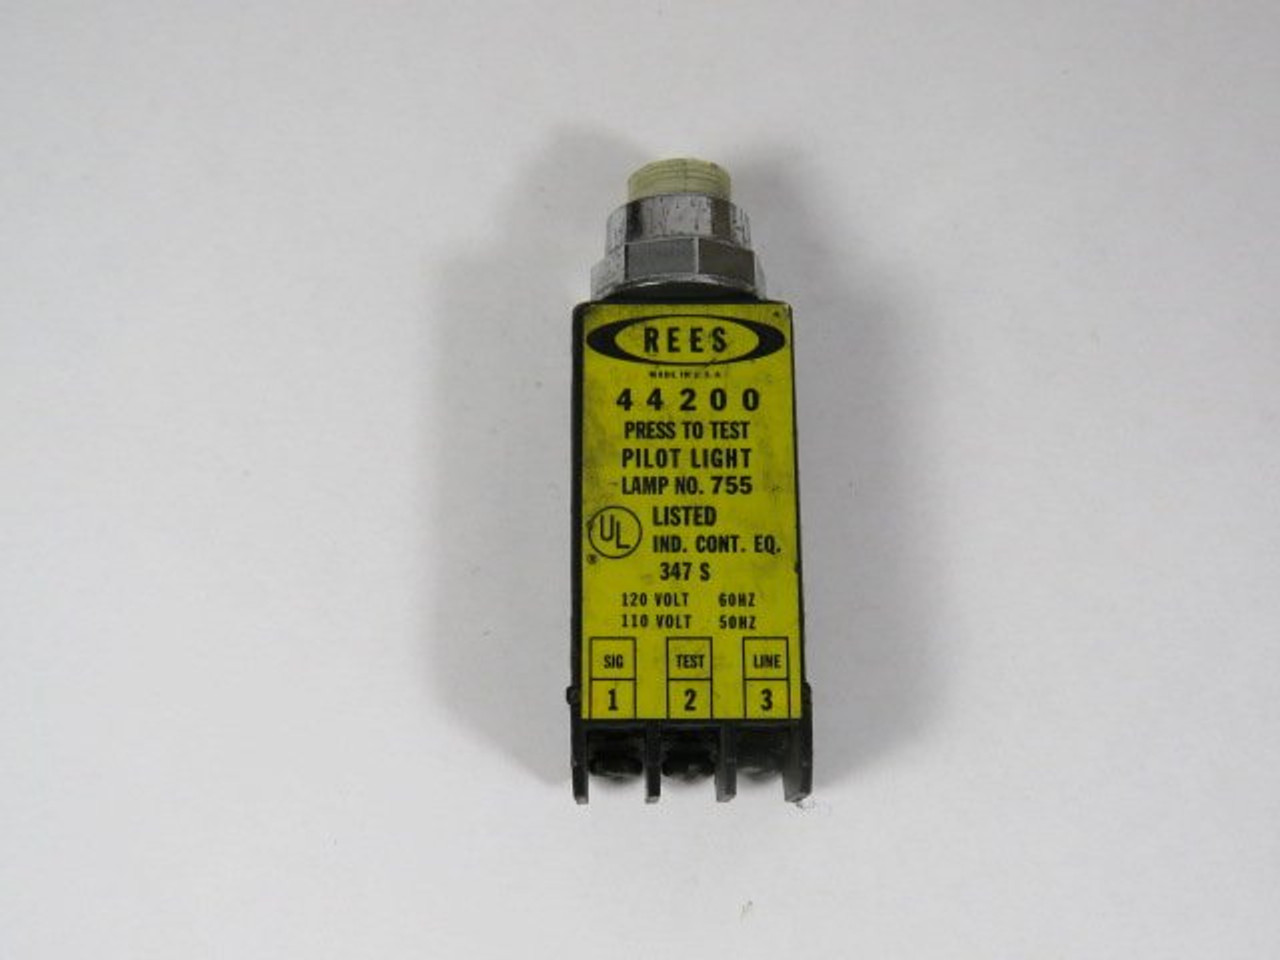 REES
MADE IN U.S.A.
44200
PRESS TO TEST
PILOT LIGHT
LAMP NO. 755
UL LISTED
®
IND. CONT. EQ.
347 S
120 VOLT 60HZ
110 VOLT 50HZ
SIG TEST LINE
1 2 3